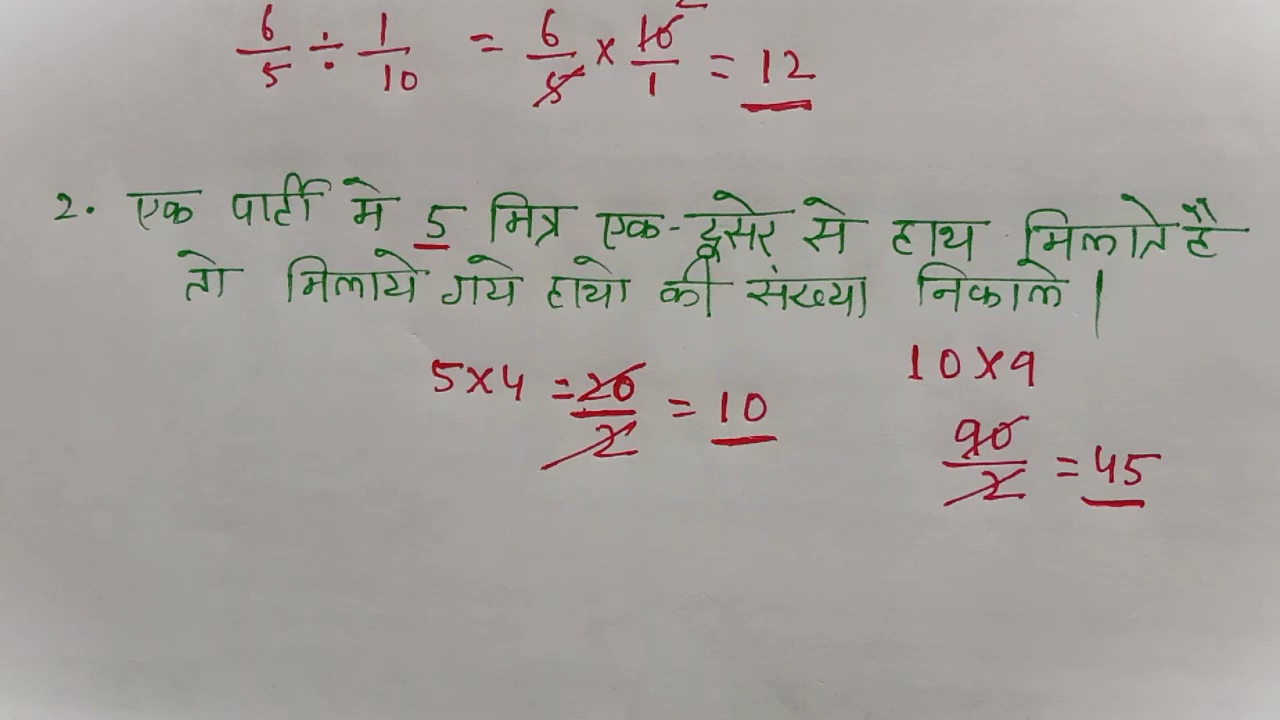 6/5 ÷ 1/10 = 6/5 × 10/1 2 = 12
2. एक पार्टी मे 5 मित्र एक-दूसरे से हाथ मिलाते है
तो मिलाये गये हाथो की संख्या निकाले।
5×4 = 20/2 = 10
10×9
90/2 = 45